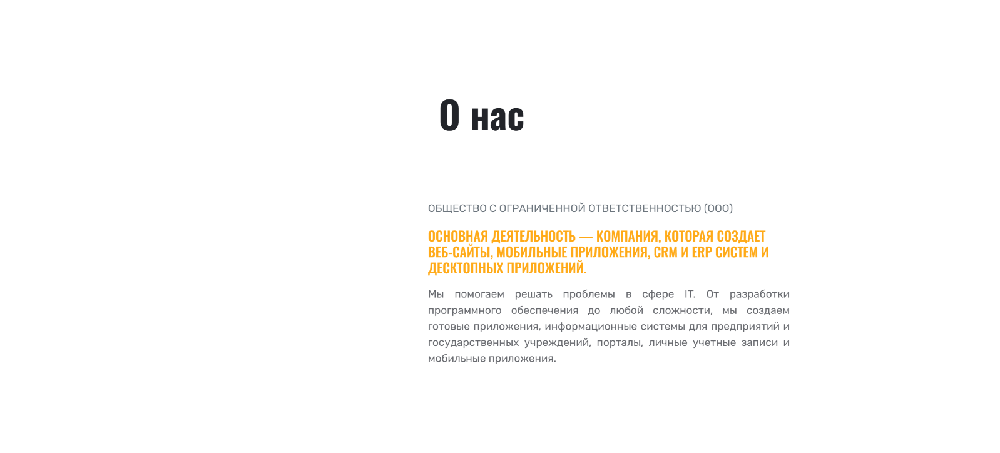 О нас
ОБЩЕСТВО С ОГРАНИЧЕННОЙ ОТВЕТСТВЕННОСТЬЮ (ООО)
ОСНОВНАЯ ДЕЯТЕЛЬНОСТЬ — КОМПАНИЯ, КОТОРАЯ СОЗДАЕТ
ВЕБ-САЙТЫ, МОБИЛЬНЫЕ ПРИЛОЖЕНИЯ, CRM И ERP СИСТЕМ И
ДЕСКТОПНЫХ ПРИЛОЖЕНИЙ.
Мы помогаем решать проблемы в сфере IT. От разработки
программного обеспечения до любой сложности, мы создаем
готовые приложения, информационные системы для предприятий и
государственных учреждений, порталы, личные учетные записи и
мобильные приложения.